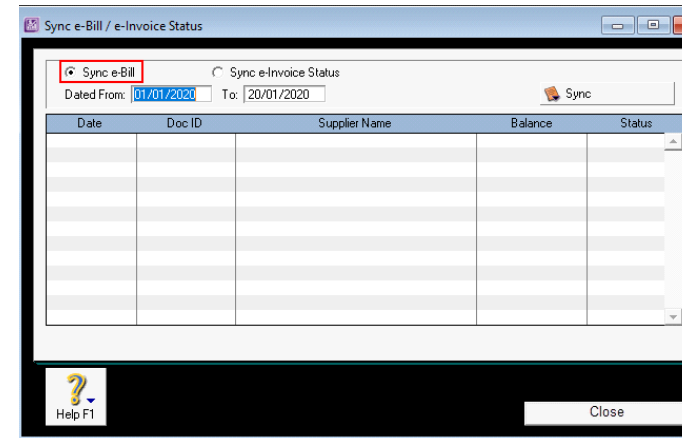 Sync e-Bill / e-Invoice Status
Sync e-Bill Sync e-Invoice Status
Dated From: 01/01/2020 To: 20/01/2020 Sync
Date Doc ID Supplier Name Balance Status
?
Help F1
Close